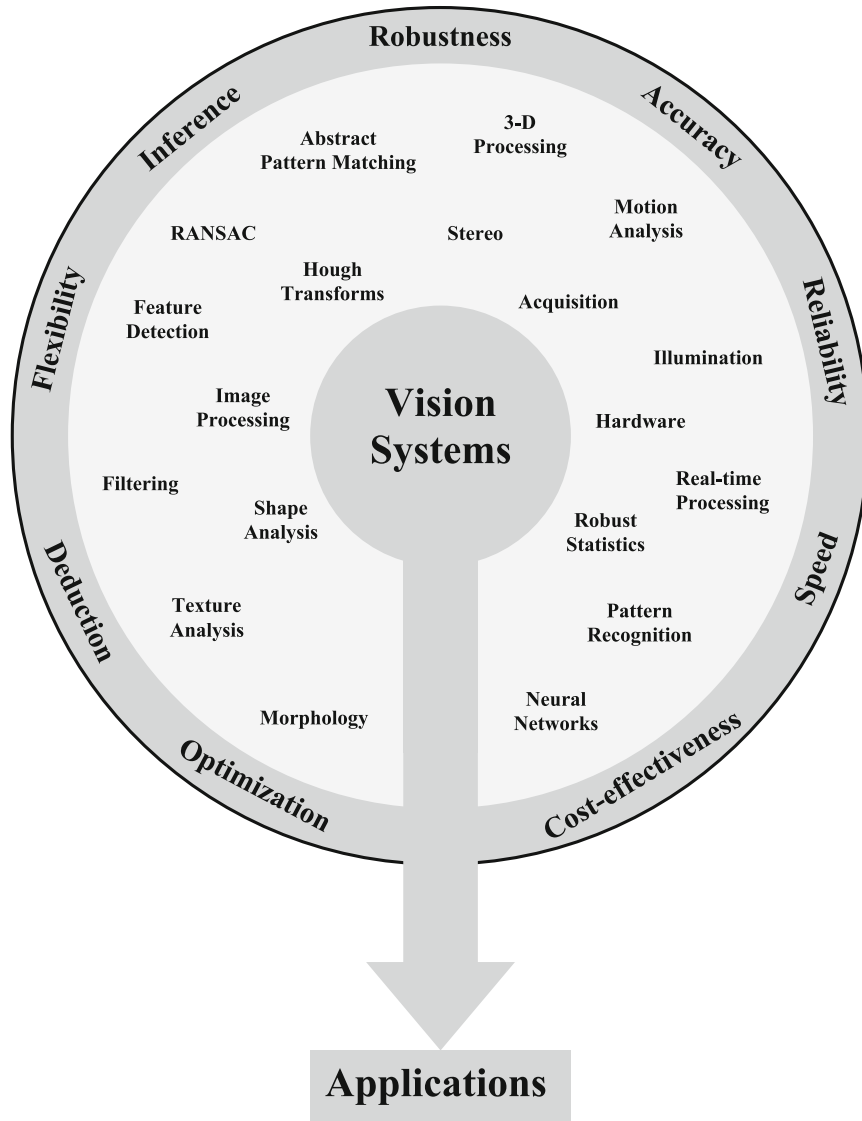 Robustness
Inference
Accuracy
Abstract
Pattern Matching
3-D
Processing
RANSAC
Stereo
Motion
Analysis
Flexibility
Hough
Transforms
Feature
Detection
Acquisition
Reliability
Illumination
Vision
Systems
Image
Processing
Hardware
Filtering
Real-time
Processing
Shape
Analysis
Robust
Statistics
Deduction
Speed
Texture
Analysis
Pattern
Recognition
Morphology
Neural
Networks
Optimization
Cost-effectiveness
Applications